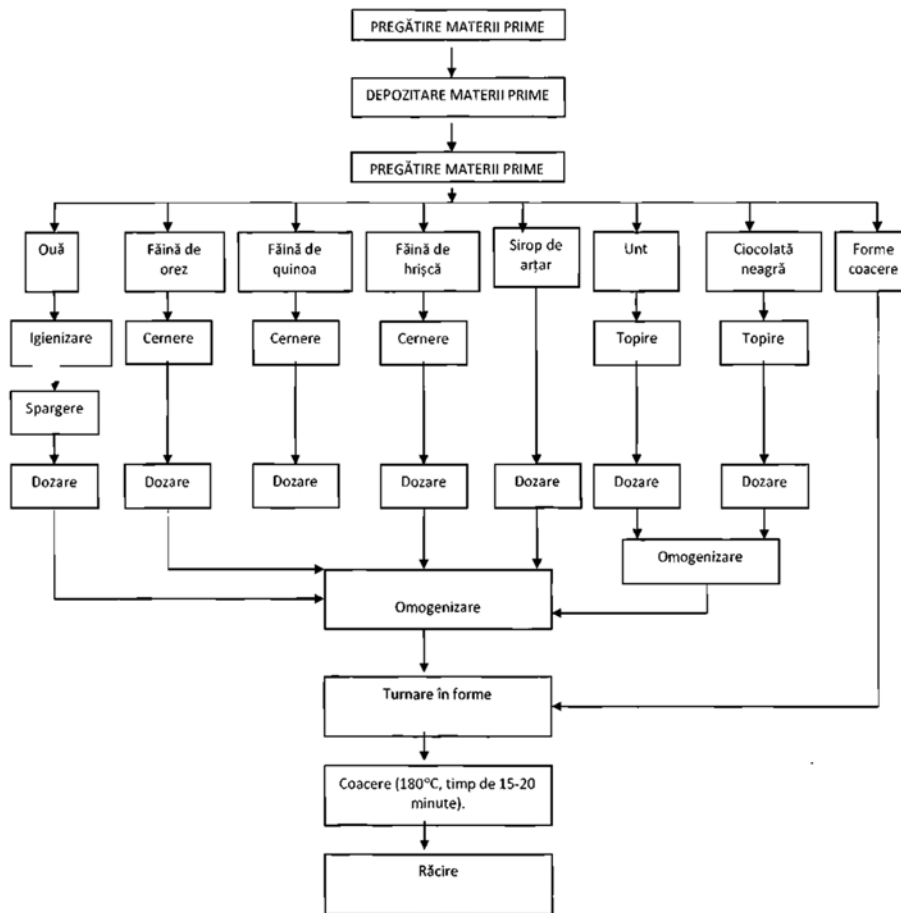 PREGĂTIRE MATERII PRIME
DEPOZITARE MATERII PRIME
PREGĂTIRE MATERII PRIME
Ouă
Făină de
orez
Făină de
quinoa
Făină de
hrișcă
Sirop de
arțar
Unt
Ciocolată
neagră
Forme
coacere
Igienizare
Cernere
Cernere
Cernere
Topire
Topire
Spargere
Dozare
Dozare
Dozare
Dozare
Dozare
Dozare
Dozare
Omogenizare
Omogenizare
Turnare în forme
Coacere (180°C, timp de 15-20
minute).
Răcire